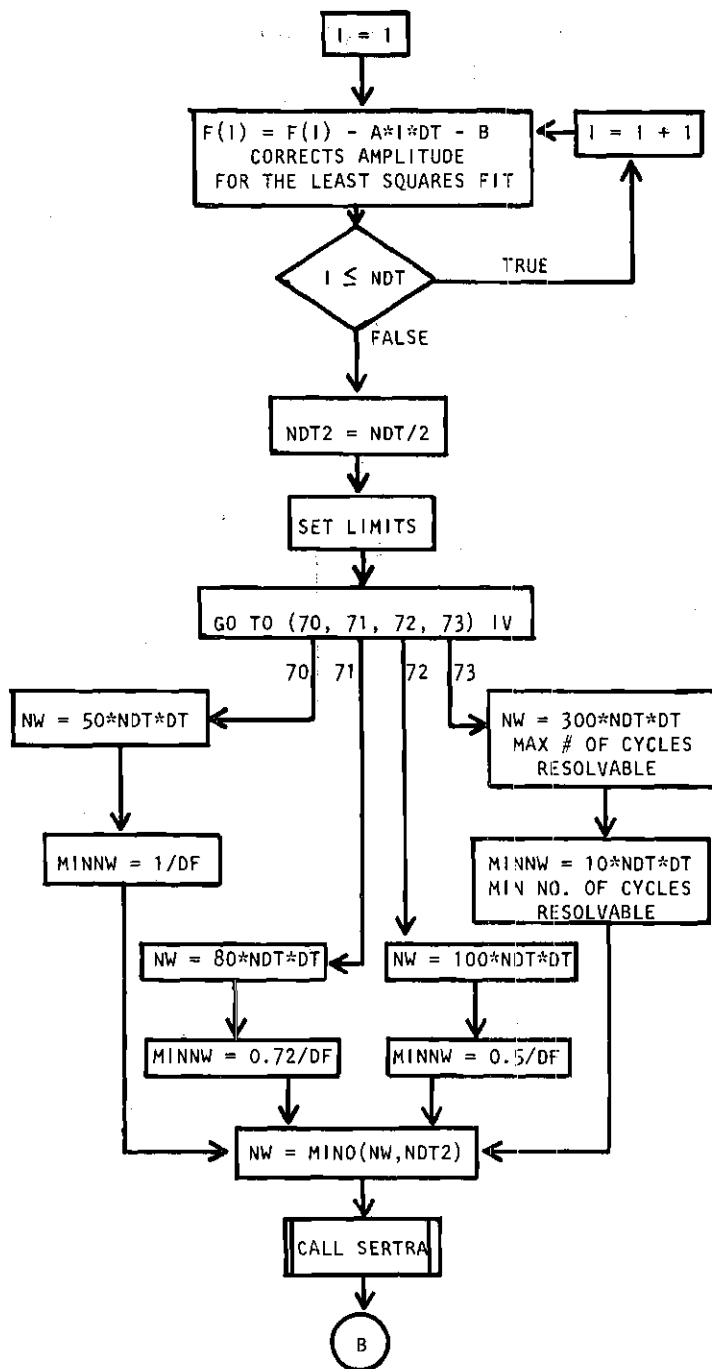 I = 1
F(I) = F(I) - A*I*DT - B
CORRECTS AMPLITUDE
FOR THE LEAST SQUARES FIT
I = I + 1
I ≤ NDT
TRUE
FALSE
NDT2 = NDT/2
SET LIMITS
GO TO (70, 71, 72, 73) IV
70
71
72
73
NW = 50*NDT*DT
NW = 300*NDT*DT
MAX # OF CYCLES
RESOLVABLE
MINNW = 1/DF
MINNW = 10*NDT*DT
MIN NO. OF CYCLES
RESOLVABLE
NW = 80*NDT*DT
NW = 100*NDT*DT
MINNW = 0.72/DF
MINNW = 0.5/DF
NW = MINO(NW,NDT2)
CALL SERTRA
B